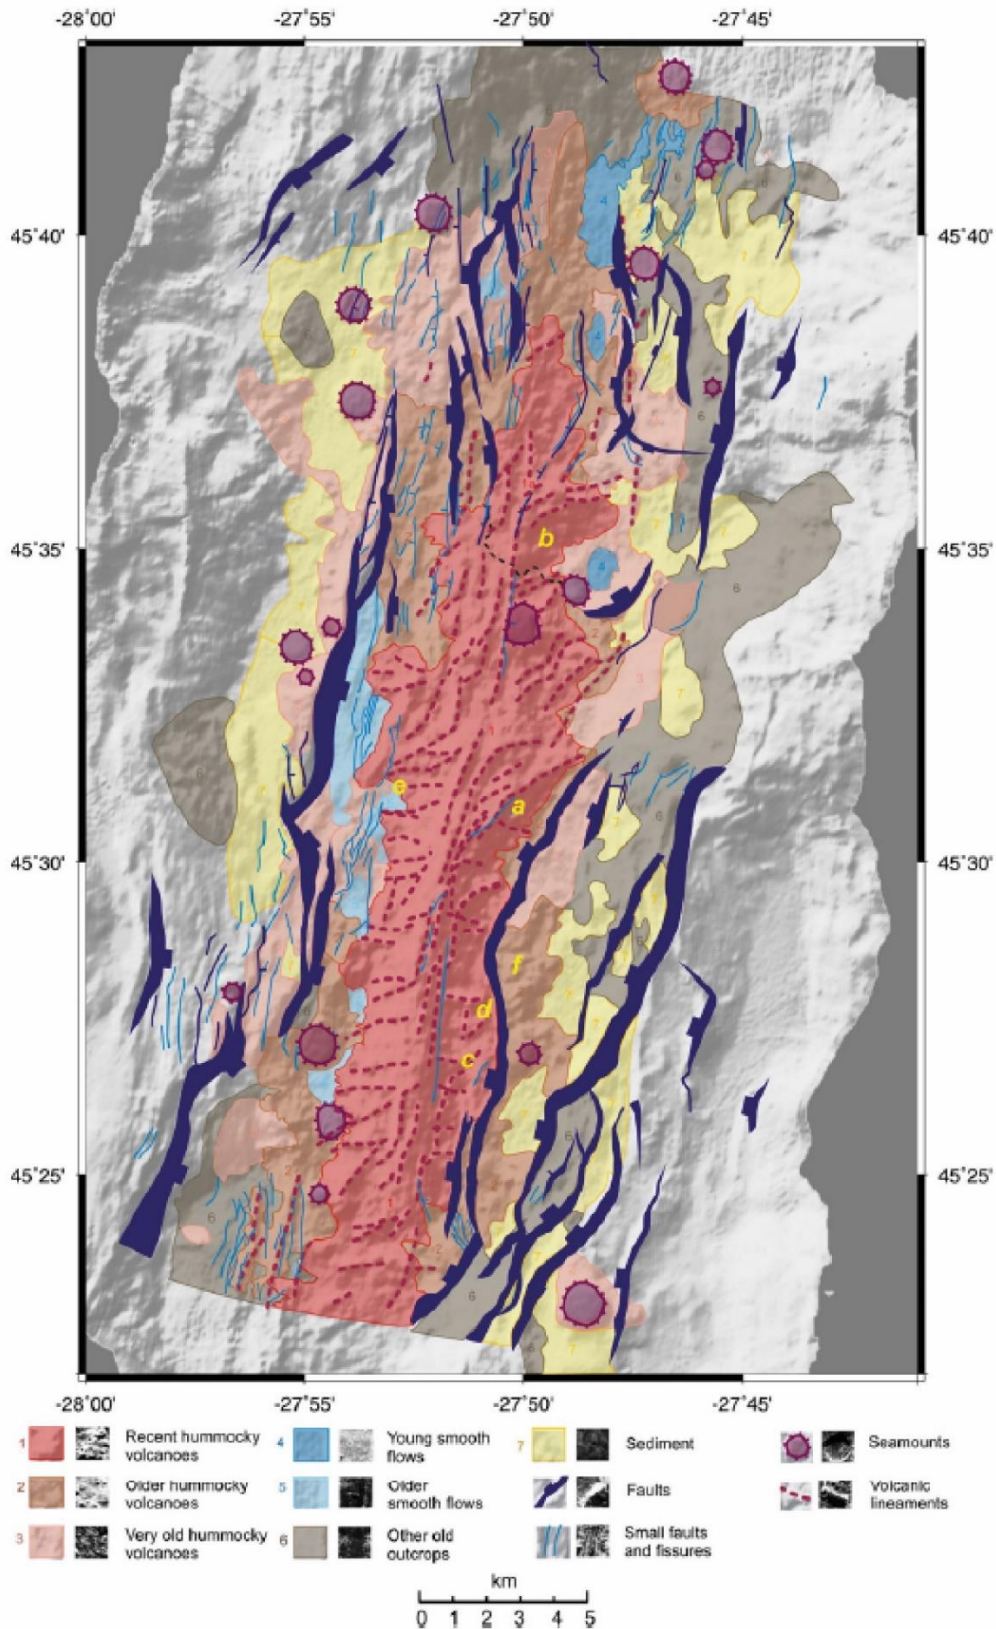 -28°00' -27°55' -27°50' -27°45'
45°40' 45°40'
b
45°35' 45°35'
e
a
45°30' 45°30'
f
d
c
45°25' 45°25'
-28°00' -27°55' -27°50' -27°45'
1 Recent hummocky volcanoes
2 Older hummocky volcanoes
3 Very old hummocky volcanoes
4 Young smooth flows
5 Older smooth flows
6 Other old outcrops
7 Sediment
Faults
Small faults and fissures
Seamounts
Volcanic lineaments
km
0 1 2 3 4 5